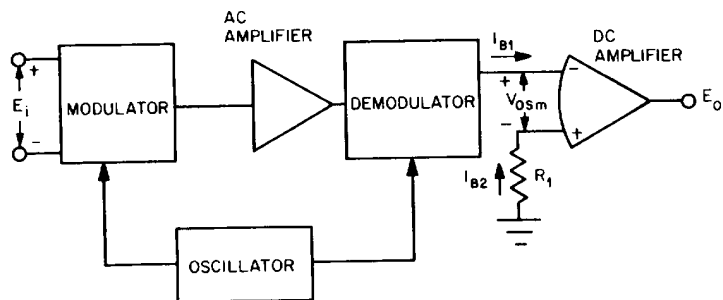 AC
AMPLIFIER
DC
AMPLIFIER
I_B1
+
E_i
-
MODULATOR
DEMODULATOR
+
V_OSm
-
-
+
E_o
I_B2
R_1
OSCILLATOR